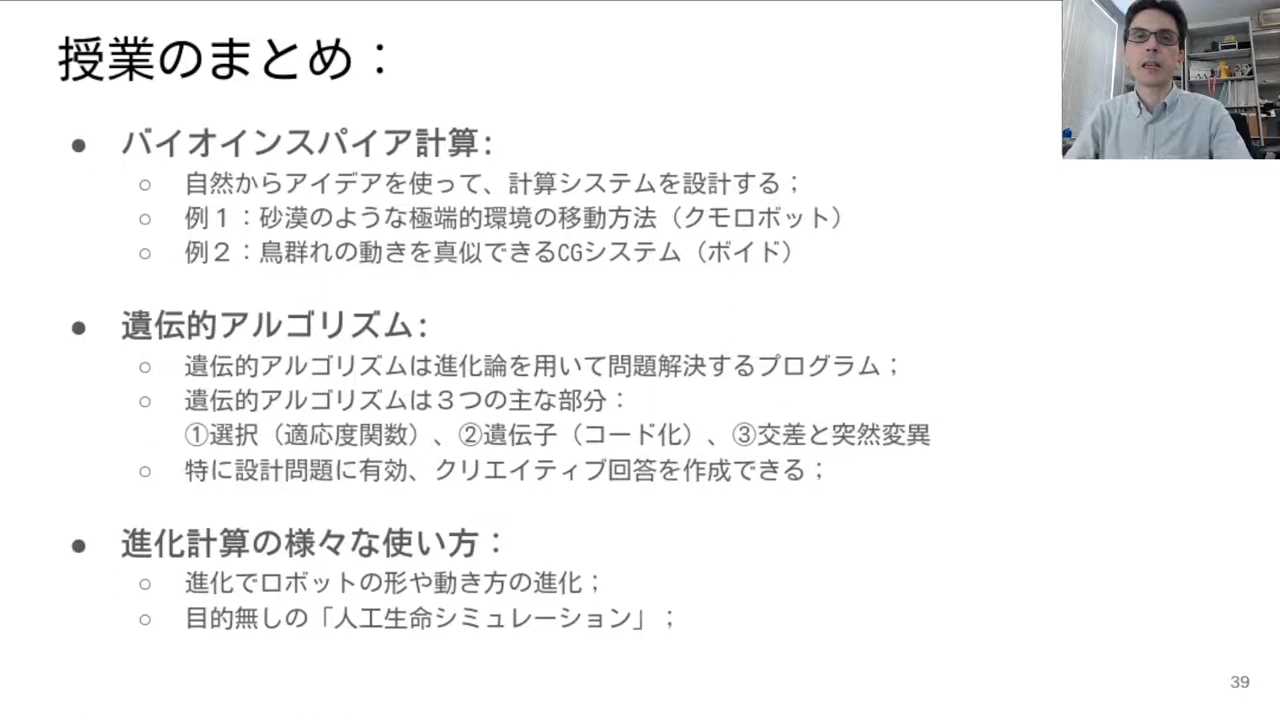 授業のまとめ：
● バイオインスパイア計算:
○ 自然からアイデアを使って、計算システムを設計する；
○ 例１：砂漠のような極端的環境の移動方法（クモロボット）
○ 例２：鳥群れの動きを真似できるCGシステム（ボイド）
● 遺伝的アルゴリズム:
○ 遺伝的アルゴリズムは進化論を用いて問題解決するプログラム；
○ 遺伝的アルゴリズムは３つの主な部分：
①選択（適応度関数）、②遺伝子（コード化）、③交差と突然変異
○ 特に設計問題に有効、クリエイティブ回答を作成できる；
● 進化計算の様々な使い方：
○ 進化でロボットの形や動き方の進化；
○ 目的無しの「人工生命シミュレーション」；
39